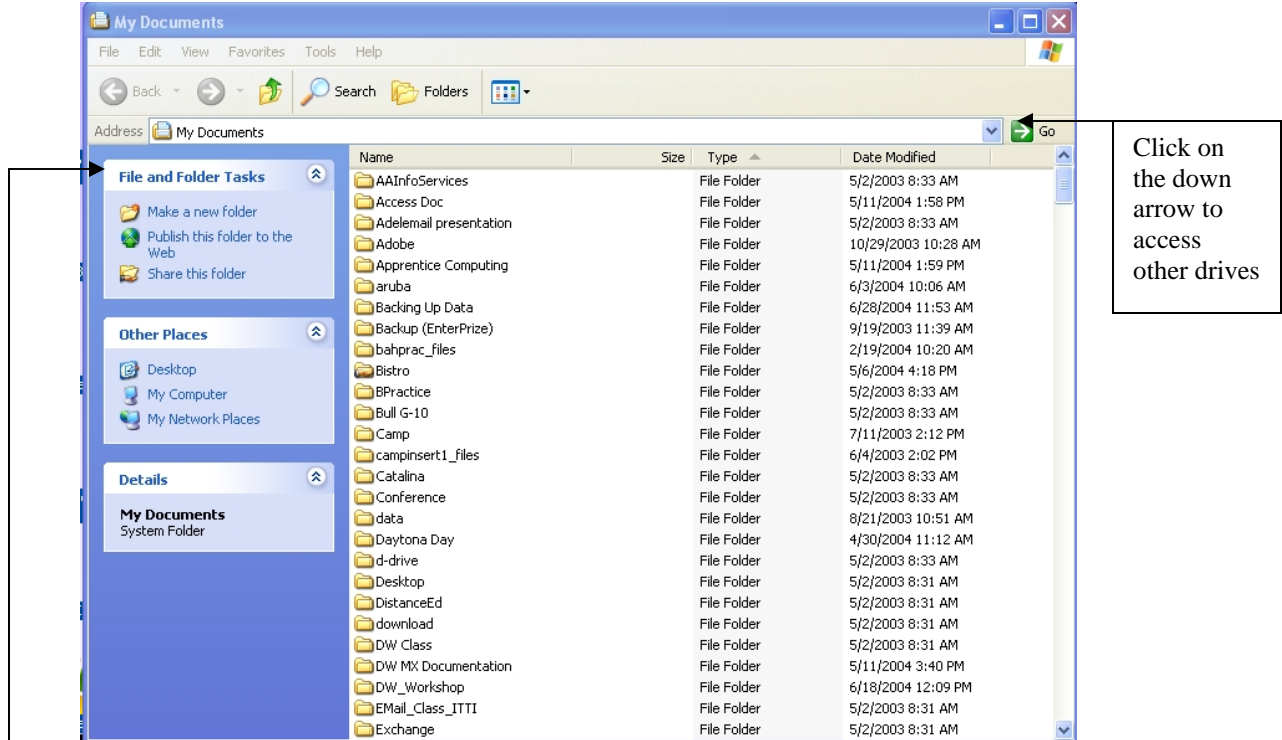 My Documents
File Edit View Favorites Tools Help
Back Search Folders
Address My Documents Go
Click on
the down
arrow to
access
other drives
File and Folder Tasks
Make a new folder
Publish this folder to the
Web
Share this folder
Other Places
Desktop
My Computer
My Network Places
Details
My Documents
System Folder
Name Size Type Date Modified
AAInfoServices File Folder 5/2/2003 8:33 AM
Access Doc File Folder 5/11/2004 1:58 PM
Adelemail presentation File Folder 5/2/2003 8:33 AM
Adobe File Folder 10/29/2003 10:28 AM
Apprentice Computing File Folder 5/11/2004 1:59 PM
aruba File Folder 6/3/2004 10:06 AM
Backing Up Data File Folder 6/28/2004 11:53 AM
Backup (EnterPrize) File Folder 9/19/2003 11:39 AM
bahprac_files File Folder 2/19/2004 10:20 AM
Bistro File Folder 5/6/2004 4:18 PM
BPractice File Folder 5/2/2003 8:33 AM
Bull G-10 File Folder 5/2/2003 8:33 AM
Camp File Folder 7/11/2003 2:12 PM
campinsert1_files File Folder 6/4/2003 2:02 PM
Catalina File Folder 5/2/2003 8:33 AM
Conference File Folder 5/2/2003 8:33 AM
data File Folder 8/21/2003 10:51 AM
Daytona Day File Folder 4/30/2004 11:12 AM
d-drive File Folder 5/2/2003 8:33 AM
Desktop File Folder 5/2/2003 8:31 AM
DistanceEd File Folder 5/2/2003 8:31 AM
download File Folder 5/2/2003 8:31 AM
DW Class File Folder 5/2/2003 8:31 AM
DW MX Documentation File Folder 5/11/2004 3:40 PM
DW_Workshop File Folder 6/18/2004 12:09 PM
EMail_Class_ITTI File Folder 5/2/2003 8:31 AM
Exchange File Folder 5/2/2003 8:31 AM